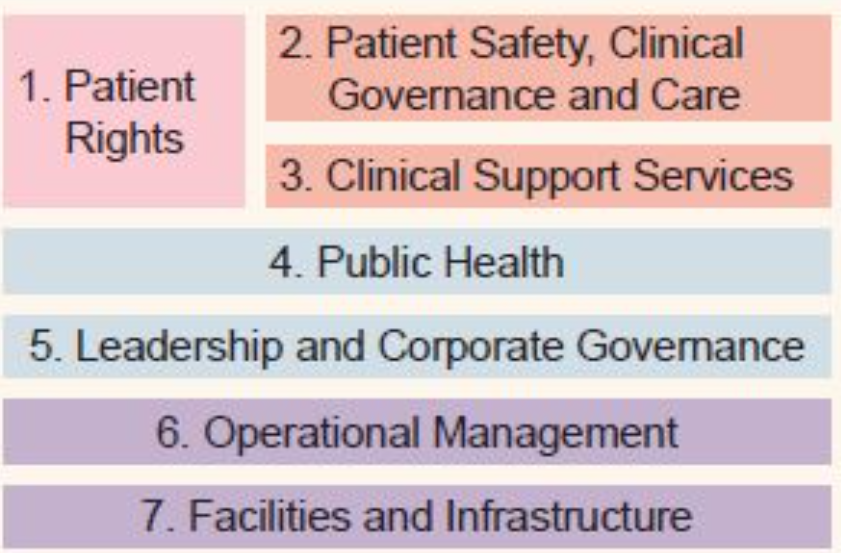 1. Patient
Rights
2. Patient Safety, Clinical
Governance and Care
3. Clinical Support Services
4. Public Health
5. Leadership and Corporate Governance
6. Operational Management
7. Facilities and Infrastructure